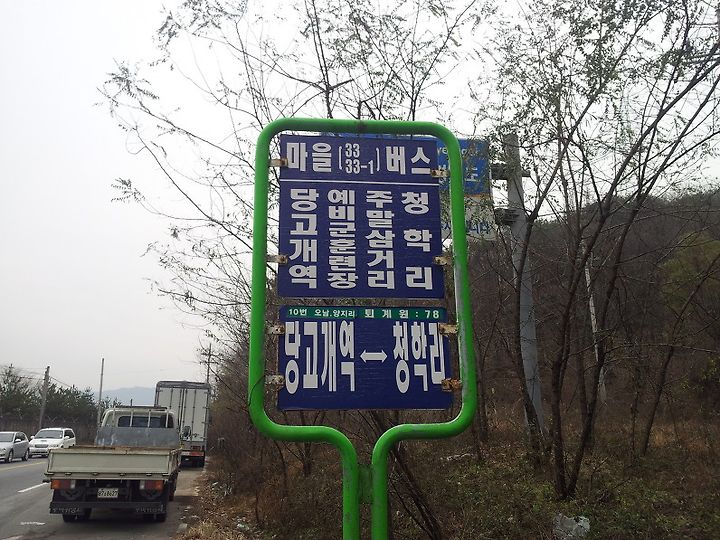 마을(33 33-1)버스
당고개역
예비군훈련장
주말삼거리
청학리
10번 오남.양지리 퇴계원:78
당고개역↔청학리